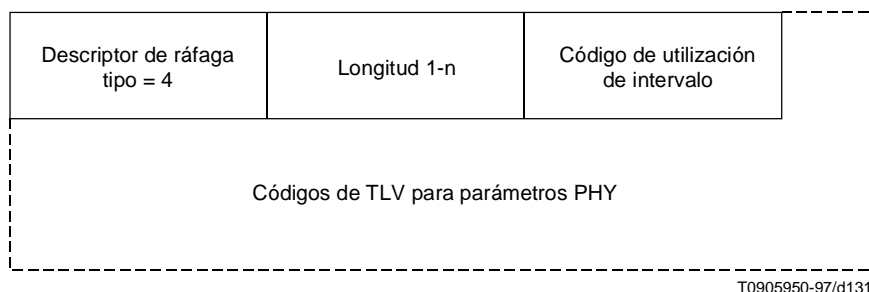 Descriptor de ráfaga
tipo = 4
Longitud 1-n
Código de utilización
de intervalo
Códigos de TLV para parámetros PHY
T0905950-97/d131